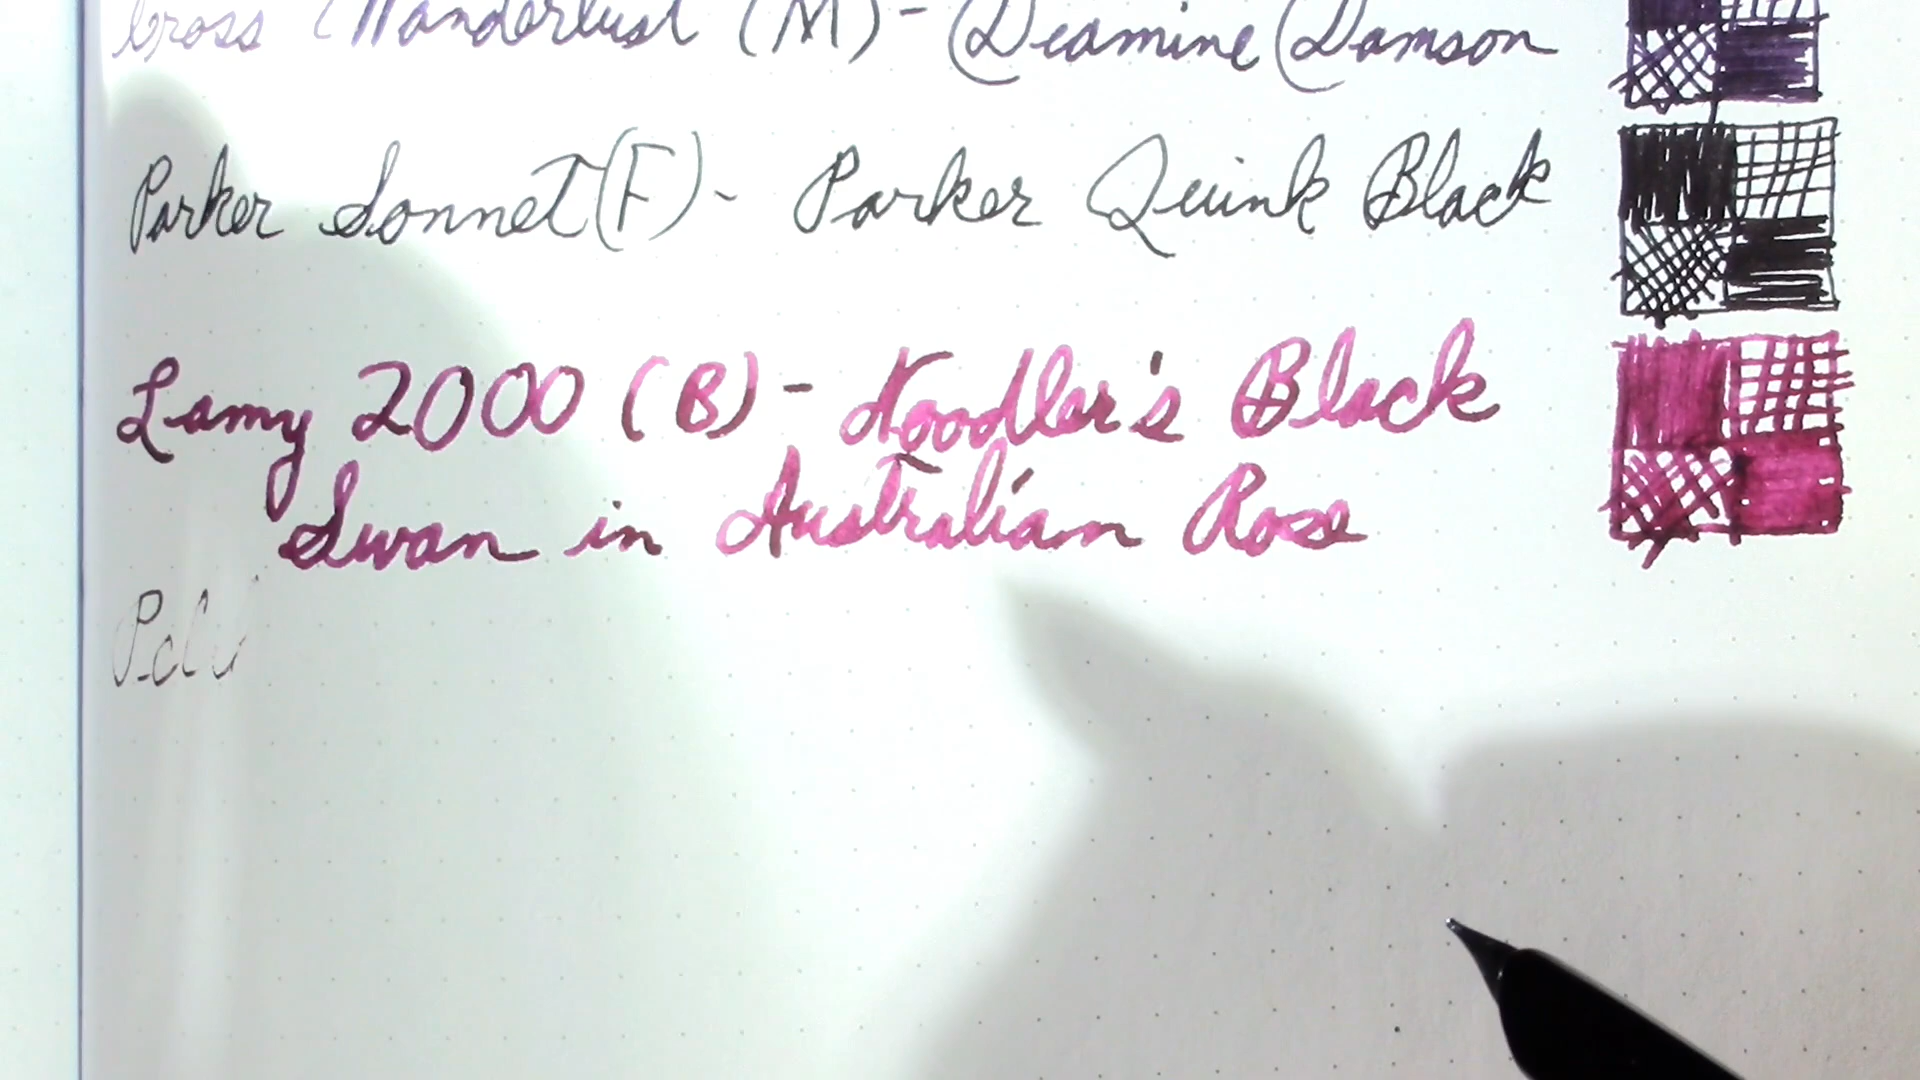 Cross Wanderlust (M) - Diamine Damson
Parker Sonnet (F) - Parker Quink Black
Lamy 2000 (B) - Noodler's Black
Swan in Australian Rose